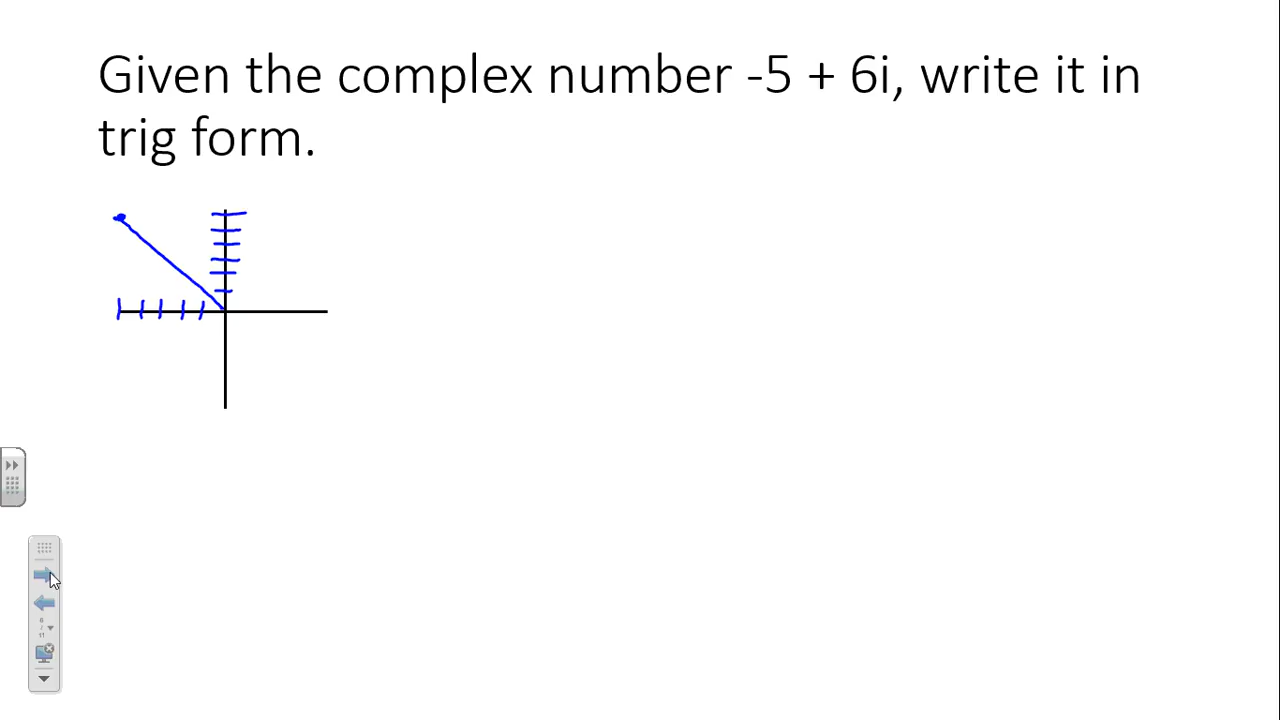 Given the complex number -5 + 6i, write it in
trig form.